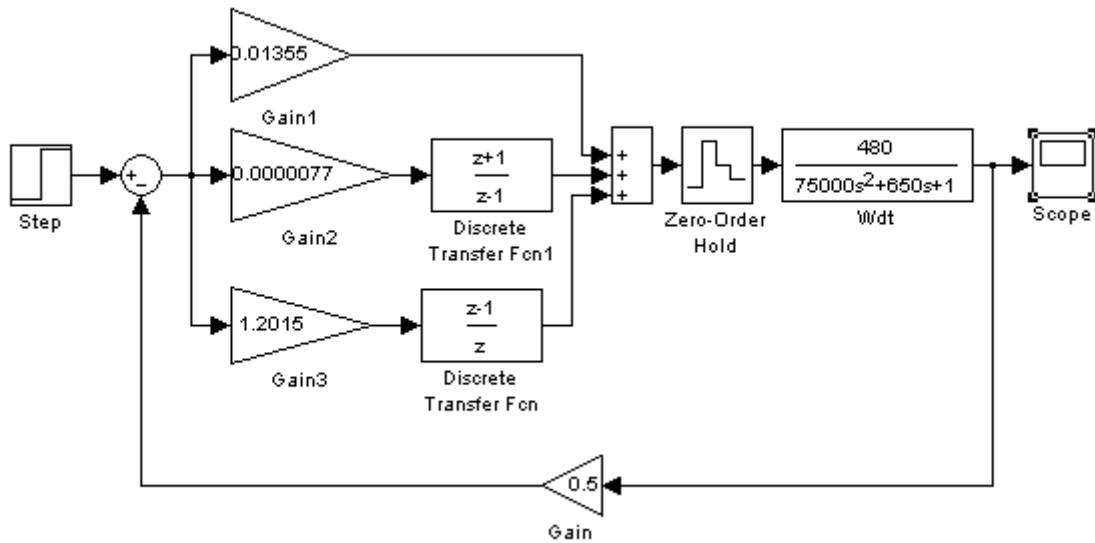 0.01355
Gain1
Step
+
−
0.0000077
Gain2
z+1
z-1
Discrete
Transfer Fcn1
+
+
+
Zero-Order
Hold
480
75000s²+650s+1
Wdt
Scope
1.2015
Gain3
z-1
z
Discrete
Transfer Fcn
0.5
Gain